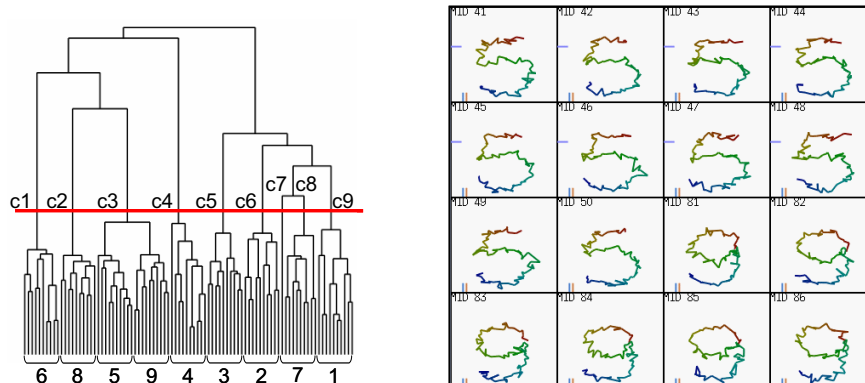 c7 c8
c1 c2 c3 c4 c5 c6 c9
6 8 5 9 4 3 2 7 1
MID 41 MID 42 MID 43 MID 44
MID 45 MID 46 MID 47 MID 48
MID 49 MID 50 MID 81 MID 82
MID 83 MID 84 MID 85 MID 86